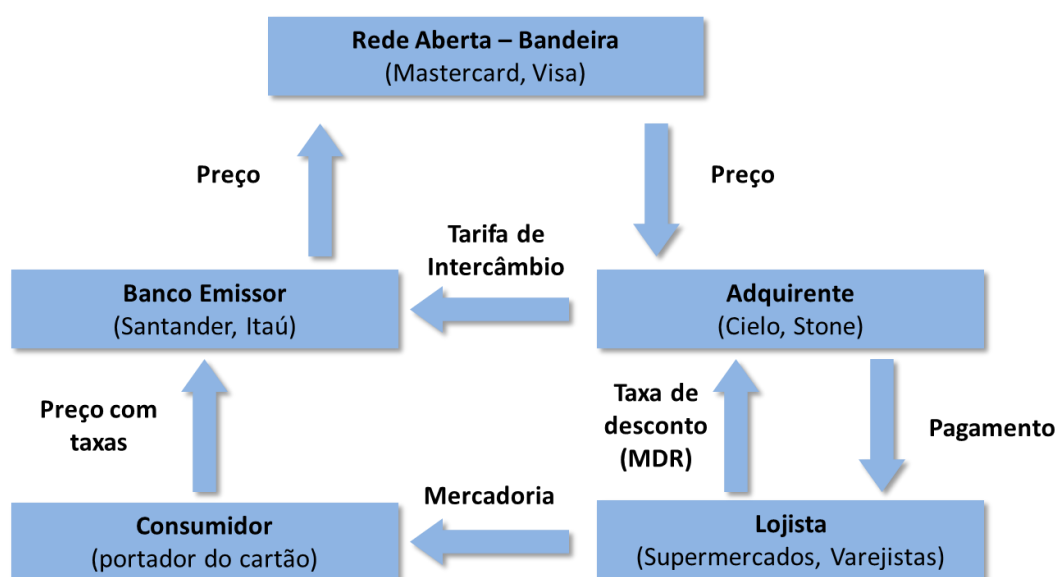 Rede Aberta – Bandeira
(Mastercard, Visa)
Preço
Preço
Tarifa de
Intercâmbio
Banco Emissor
(Santander, Itaú)
Adquirente
(Cielo, Stone)
Preço com
taxas
Taxa de
desconto
(MDR)
Pagamento
Mercadoria
Consumidor
(portador do cartão)
Lojista
(Supermercados, Varejistas)